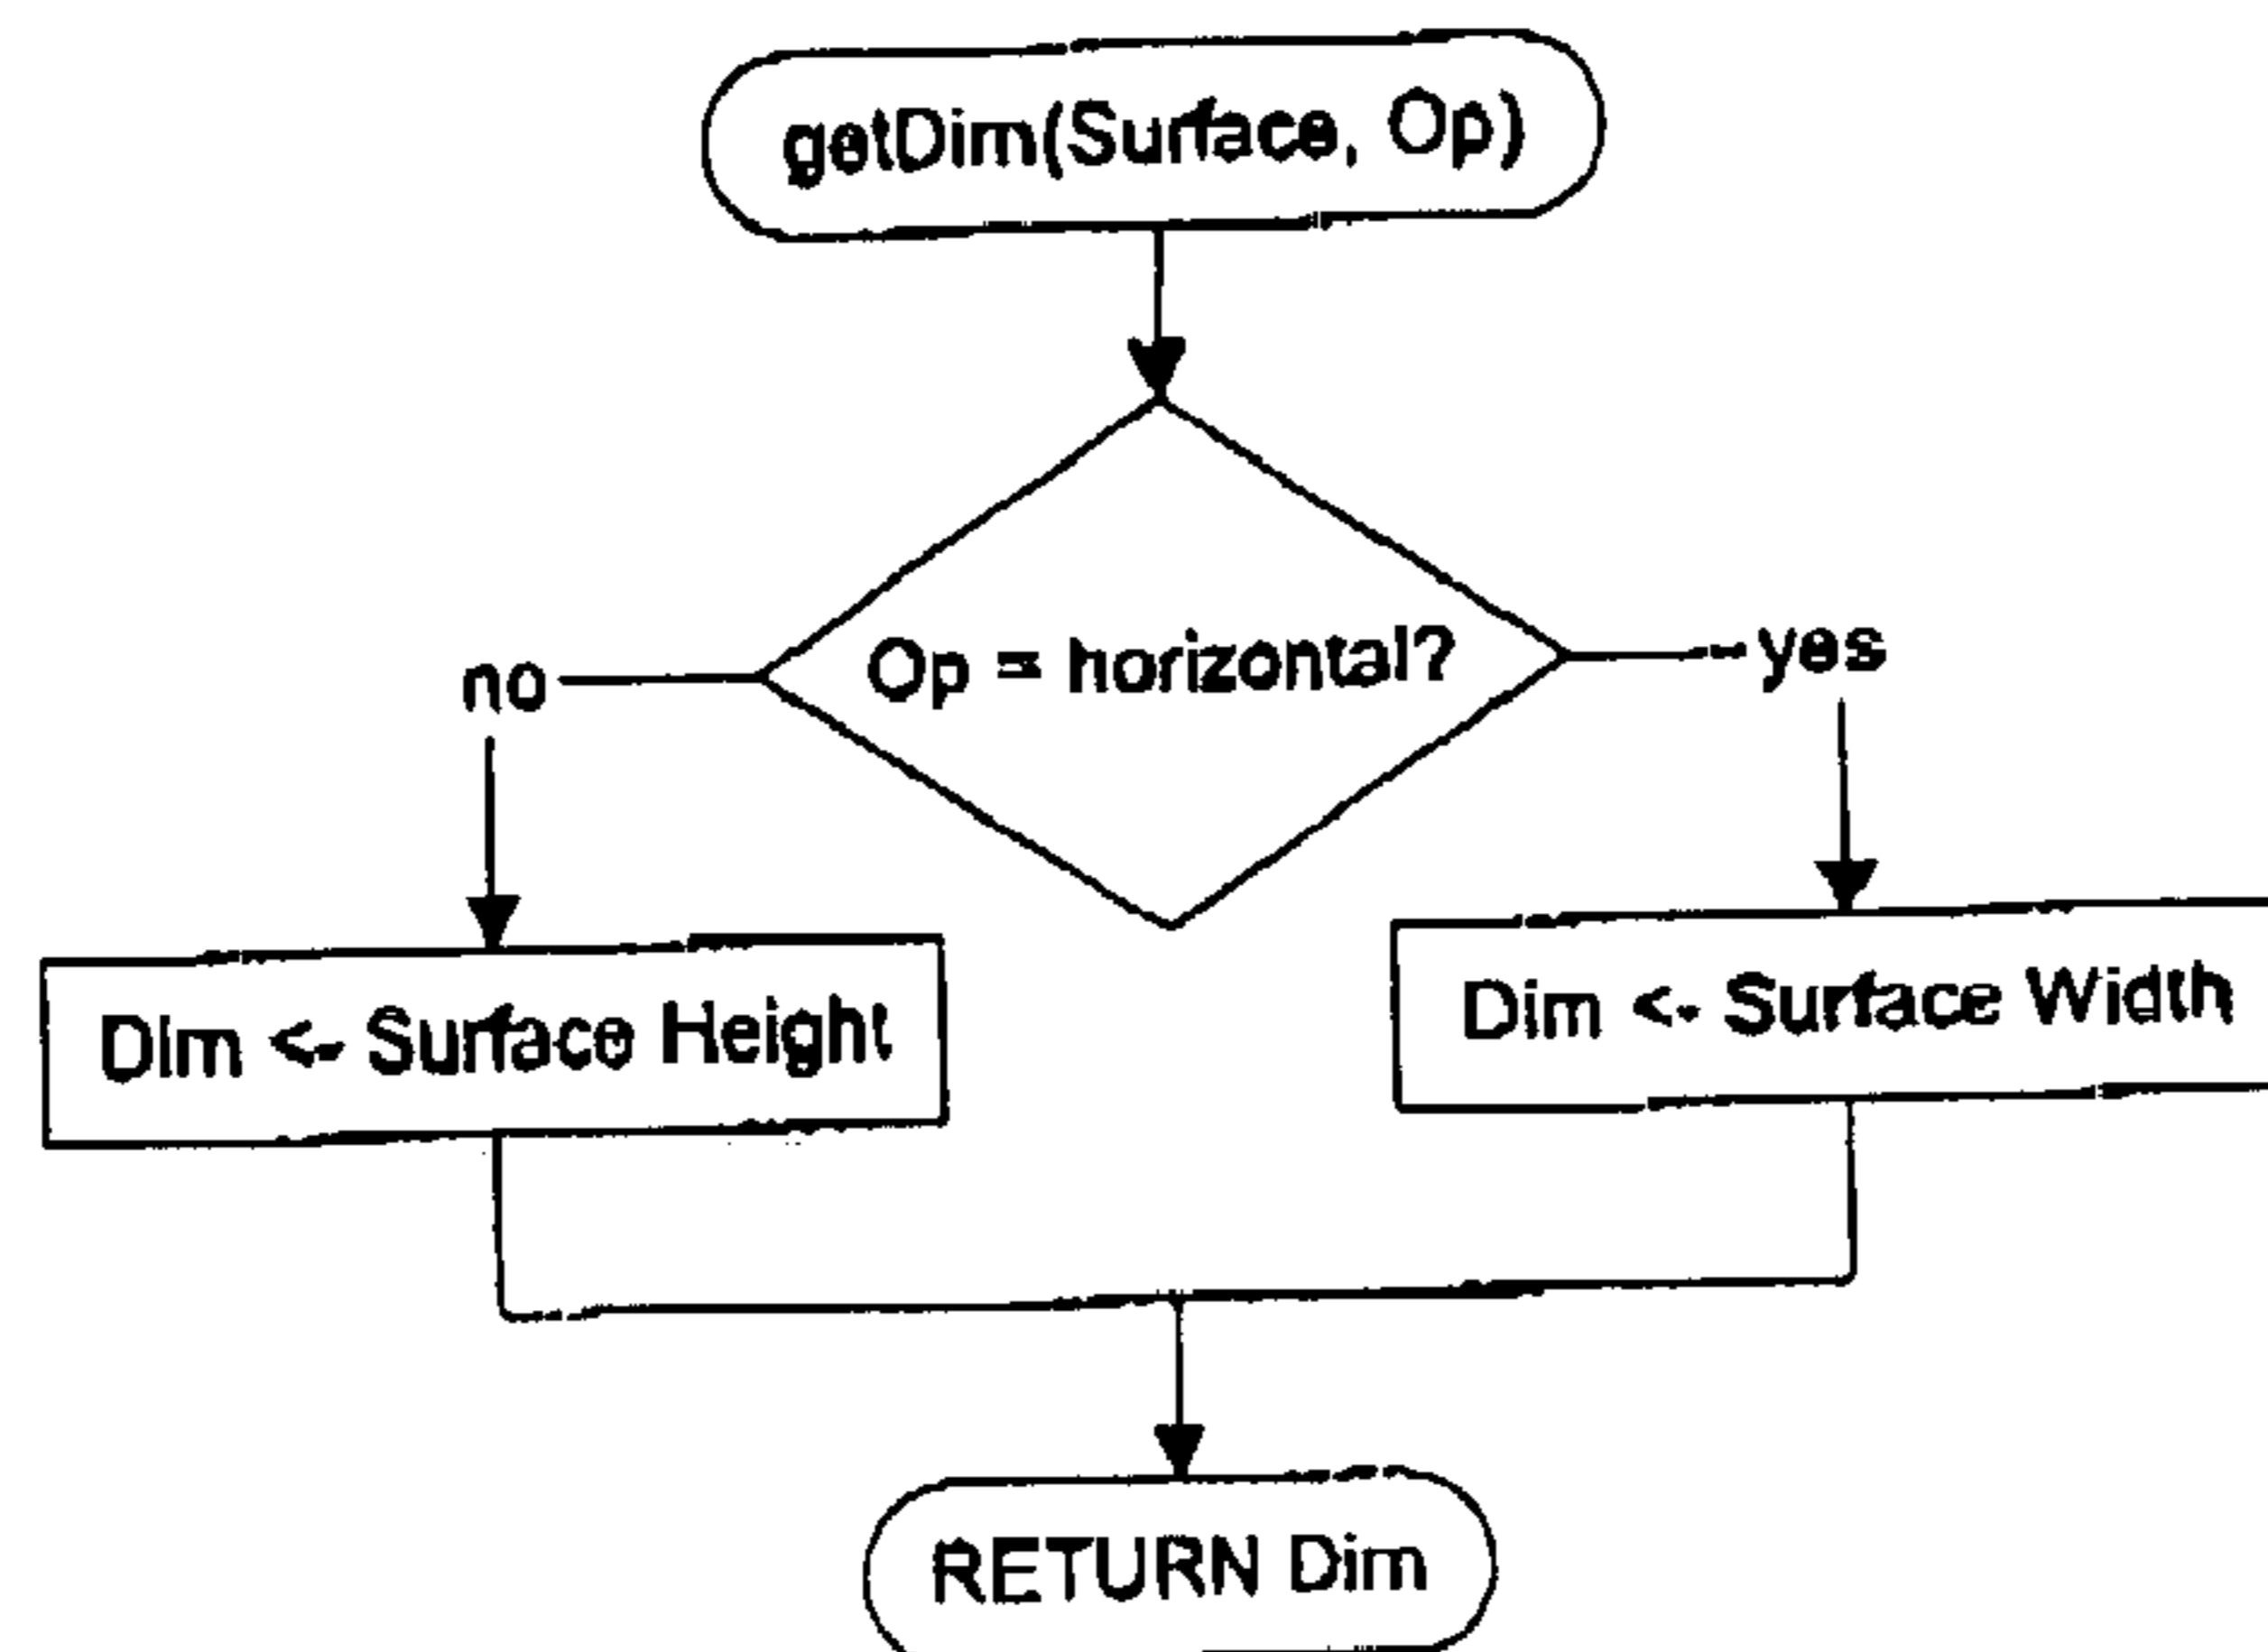 getDim(Surface, Op)
Op = horizontal?
no
yes
Dim <- Surface Height
Dim <- Surface Width
RETURN Dim